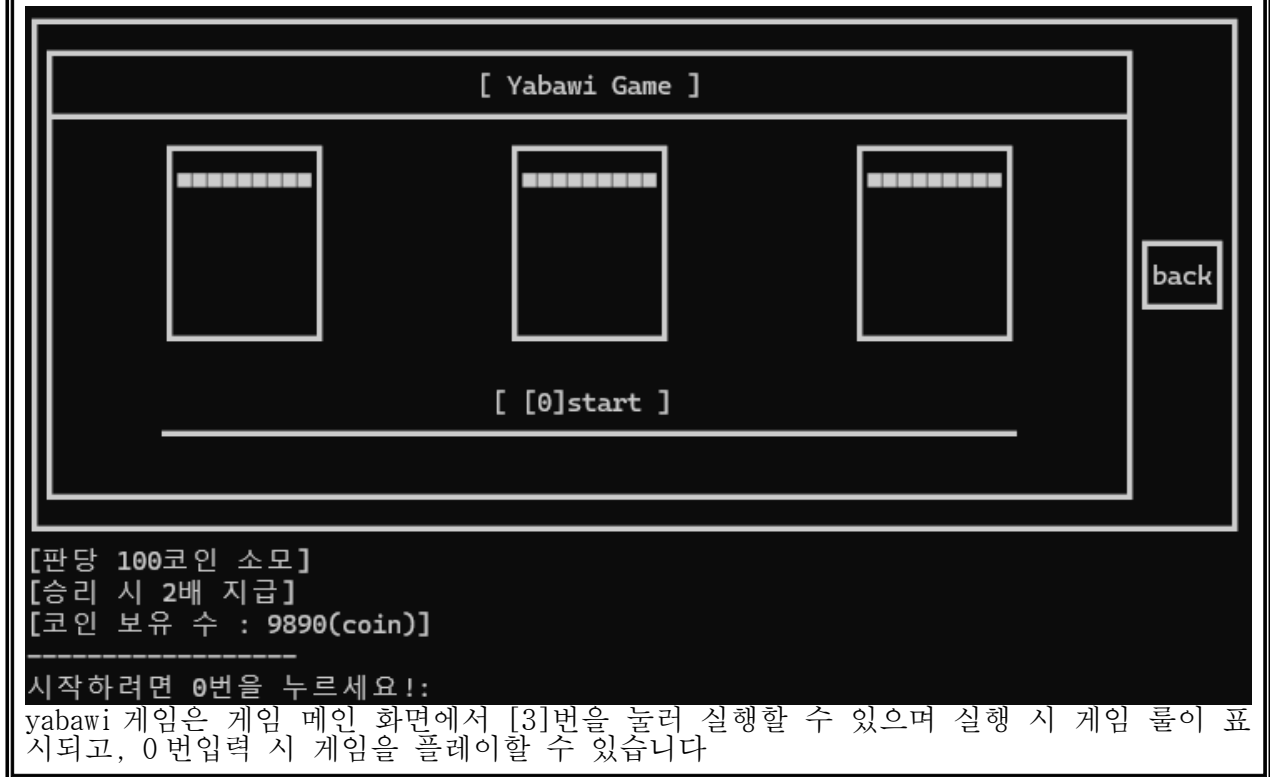 [ Yabawi Game ]
back
[ [0]start ]
[판당 100코인 소모]
[승리 시 2배 지급]
[코인 보유 수 : 9890(coin)]
------------------
시작하려면 0번을 누르세요!:
yabawi 게임은 게임 메인 화면에서 [3]번을 눌러 실행할 수 있으며 실행 시 게임 룰이 표
시되고, 0번입력 시 게임을 플레이할 수 있습니다